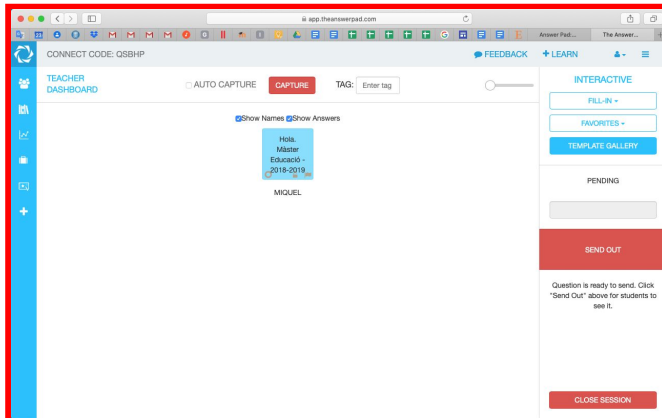 app.theanswerpad.com
Answer Pad:...
The Answer...
CONNECT CODE: QSBHP
FEEDBACK
LEARN
TEACHER
DASHBOARD
AUTO CAPTURE
CAPTURE
TAG:
Enter tag
INTERACTIVE
FILL-IN
FAVORITES
TEMPLATE GALLERY
Show Names
Show Answers
Hola.
Màster
Educació -
2018-2019
MIQUEL
PENDING
SEND OUT
Question is ready to send. Click
"Send Out" above for students to
see it.
CLOSE SESSION